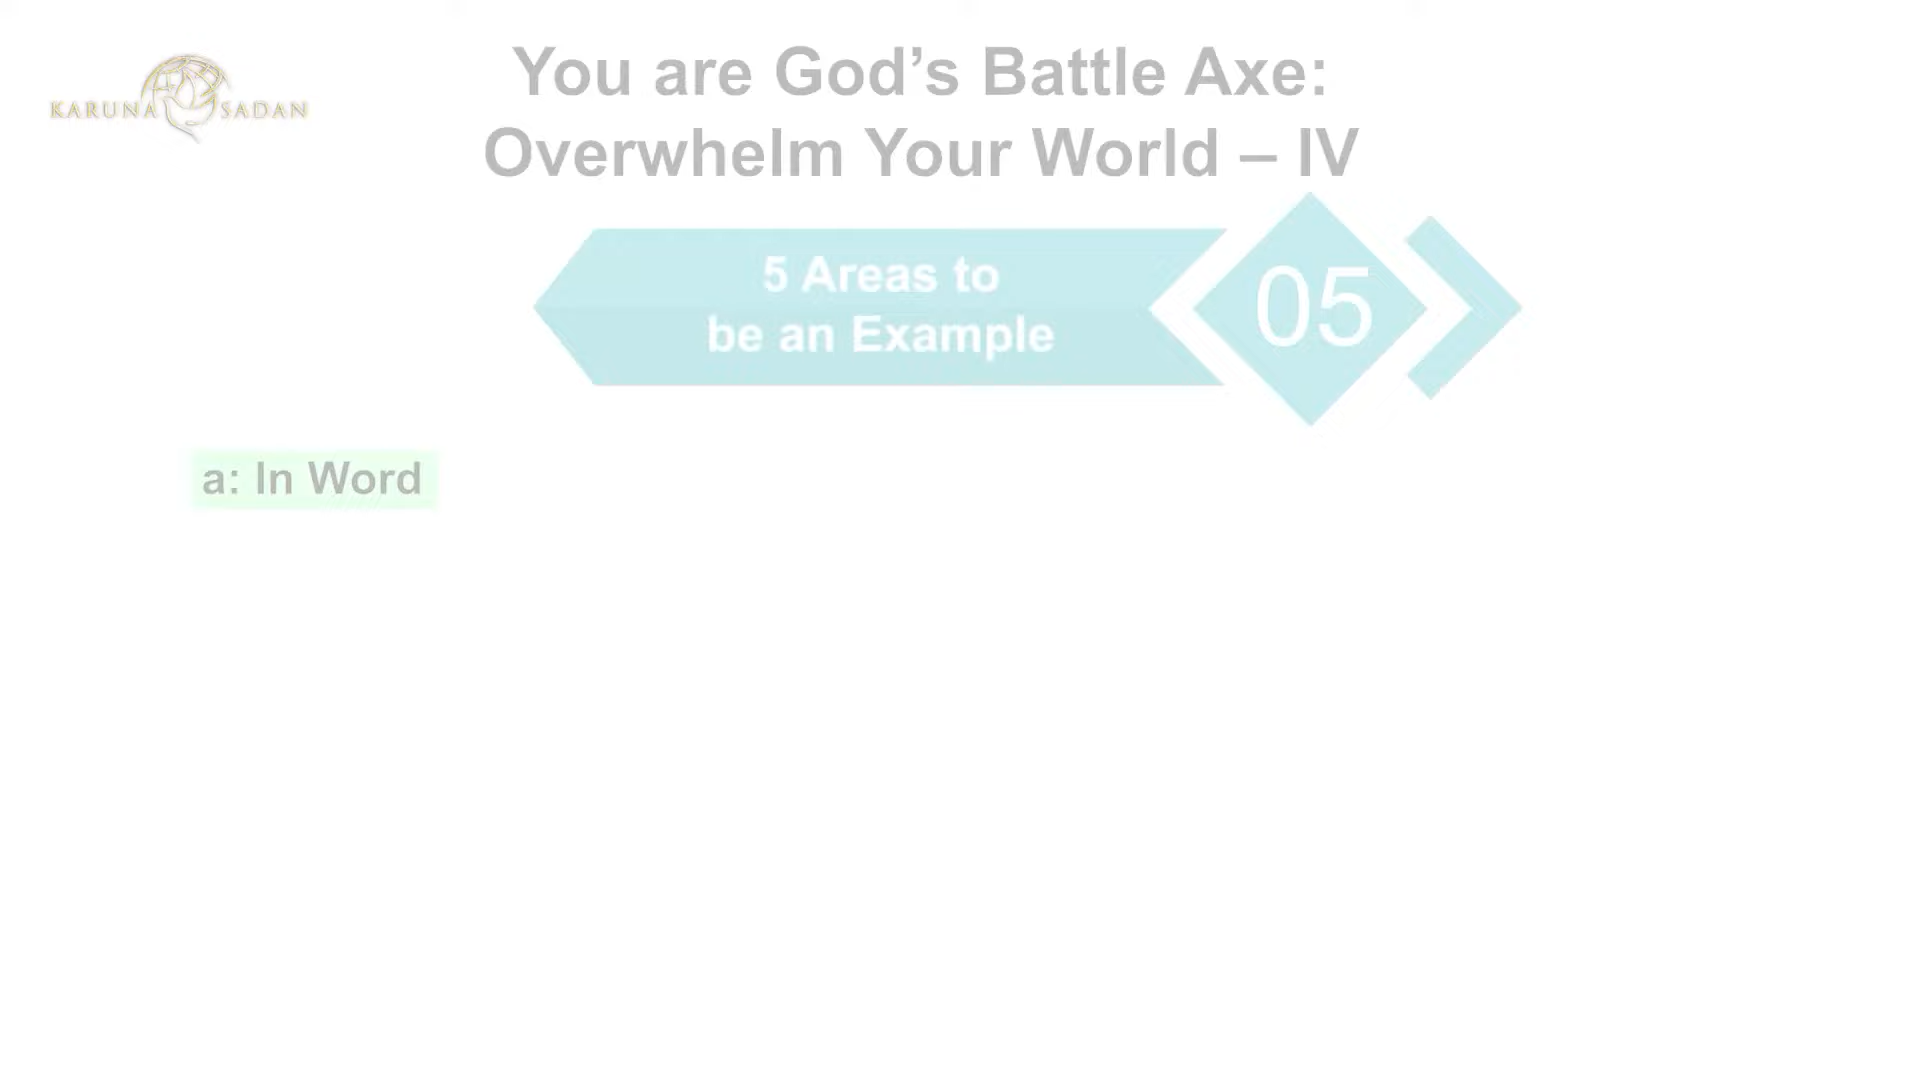 KARUNA SADAN
You are God’s Battle Axe:
Overwhelm Your World – IV
5 Areas to
be an Example
05
a: In Word